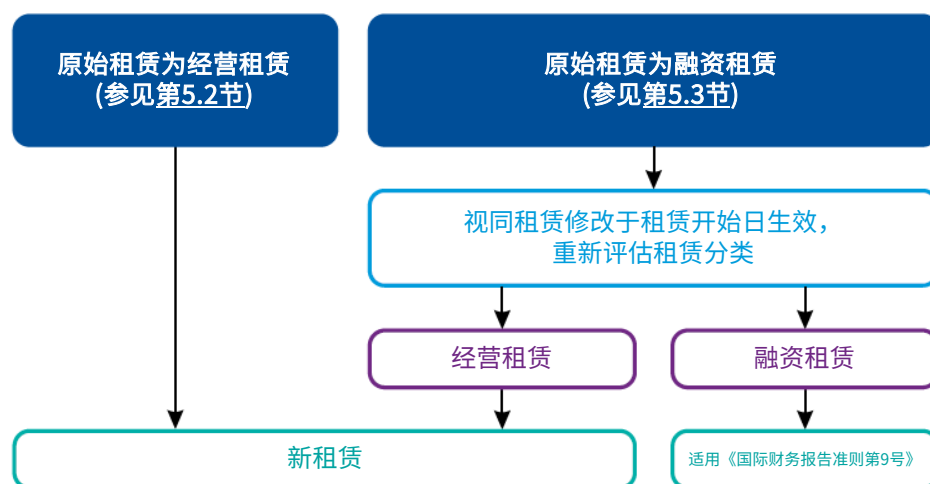 原始租赁为经营租赁
(参见第5.2节)
原始租赁为融资租赁
(参见第5.3节)
视同租赁修改于租赁开始日生效，
重新评估租赁分类
经营租赁
融资租赁
新租赁
适用《国际财务报告准则第9号》